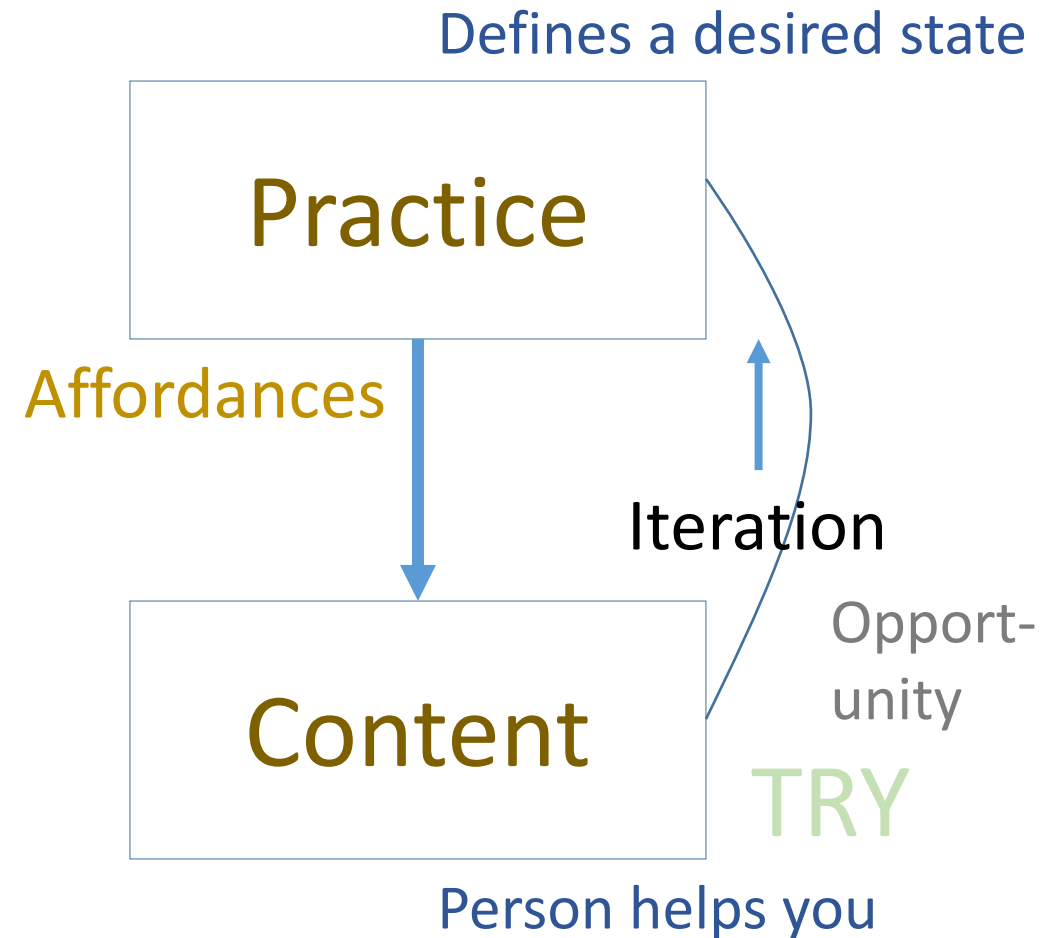 Defines a desired state
Practice
Affordances
Iteration
Opport-
unity
Content
TRY
Person helps you